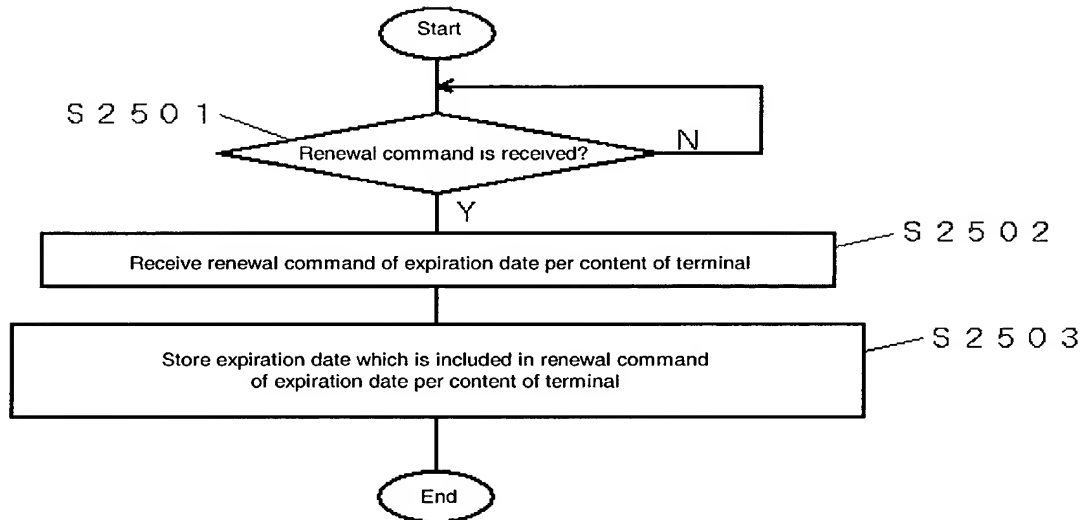 Start
S2501
Renewal command is received?
N
Y
S2502
Receive renewal command of expiration date per content of terminal
S2503
Store expiration date which is included in renewal command
of expiration date per content of terminal
End